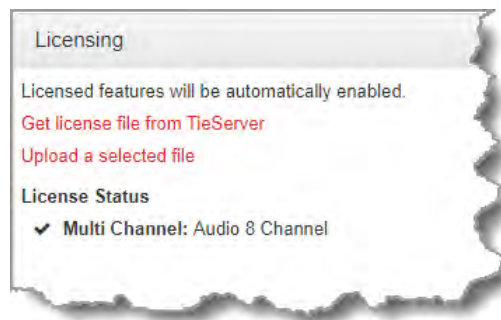 Licensing
Licensed features will be automatically enabled.
Get license file from TieServer
Upload a selected file
License Status
✔ Multi Channel: Audio 8 Channel